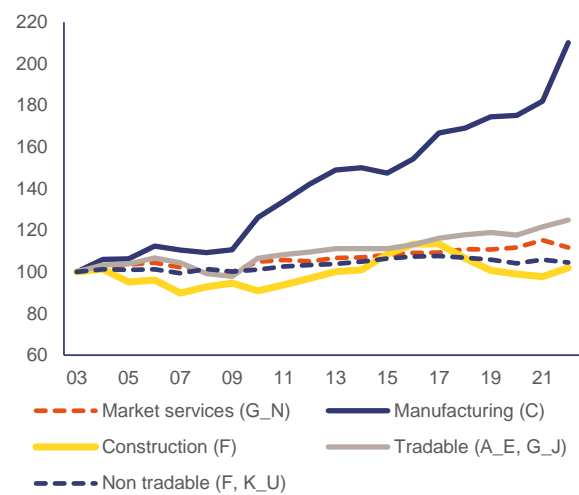 220
200
180
160
140
120
100
80
60
03 05 07 09 11 13 15 17 19 21
Market services (G_N) Manufacturing (C)
Construction (F) Tradable (A_E, G_J)
Non tradable (F, K_U)